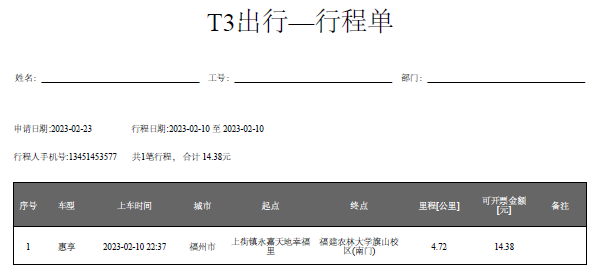 T3出行—行程单
姓名： 工号： 部门：
申请日期:2023-02-23 行程日期:2023-02-10 至 2023-02-10
行程人手机号:13451453577 共1笔行程， 合计 14.38元
序号 车型 上车时间 城市 起点 终点 里程[公里] 可开票金额[元] 备注
1 惠享 2023-02-10 22:37 福州市 上街镇永嘉天地幸福里 福建农林大学旗山校区(南门) 4.72 14.38